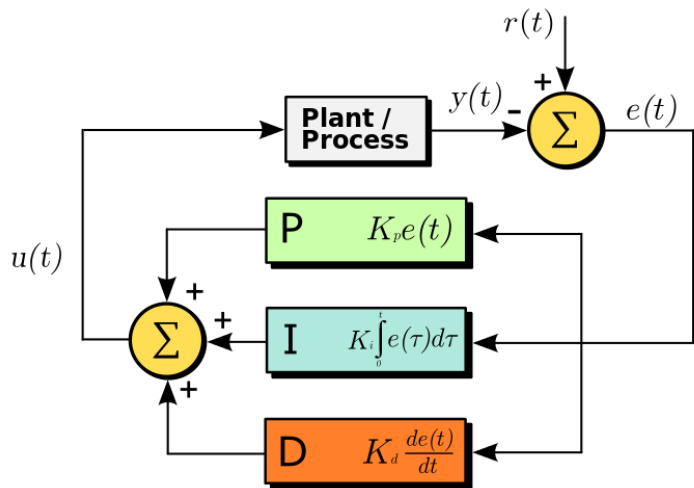 r(t)
+
Plant /
Process
y(t)
-
Σ
e(t)
P K_p e(t)
u(t)
+
Σ
+
I K_i ∫_0^t e(τ)dτ
+
D K_d de(t)/dt